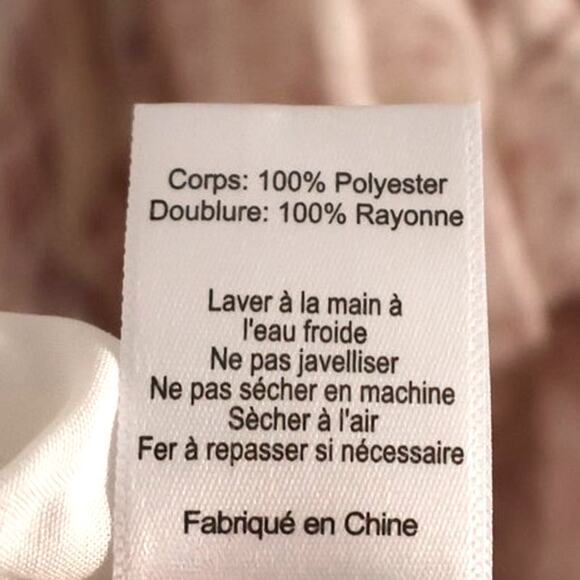 Corps: 100% Polyester
Doublure: 100% Rayonne
Laver à la main à
l'eau froide
Ne pas javelliser
Ne pas sécher en machine
Sècher à l'air
Fer à repasser si nécessaire
Fabriqué en Chine